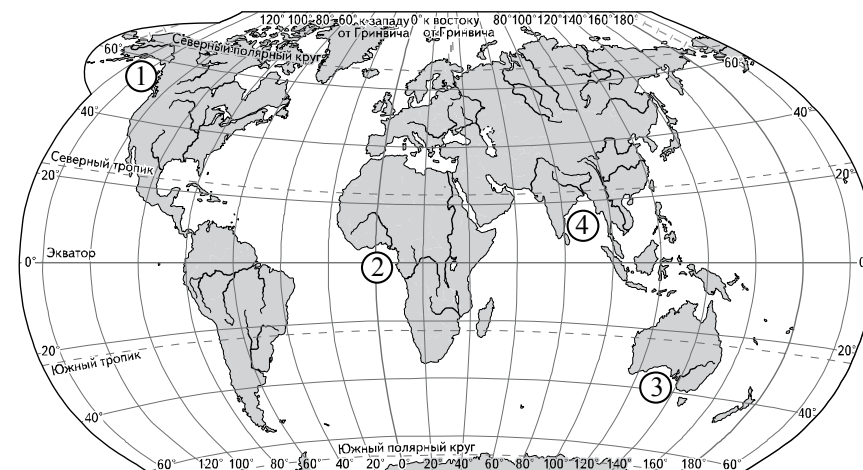 120° 100° 80° 60° к западу 0° к востоку 80° 100° 120° 140° 160° 180°
от Гринвича от Гринвича
60° Северный полярный круг 60°
1
40° 40°
Северный тропик
20° 20°
4
Экватор
0° 2 0°
20° 20°
Южный тропик
3
40° 40°
Южный полярный круг
60° 120° 100° 80° 40° 20° 0° 20° 40° 60° 80° 100° 120° 140° 180° 60°